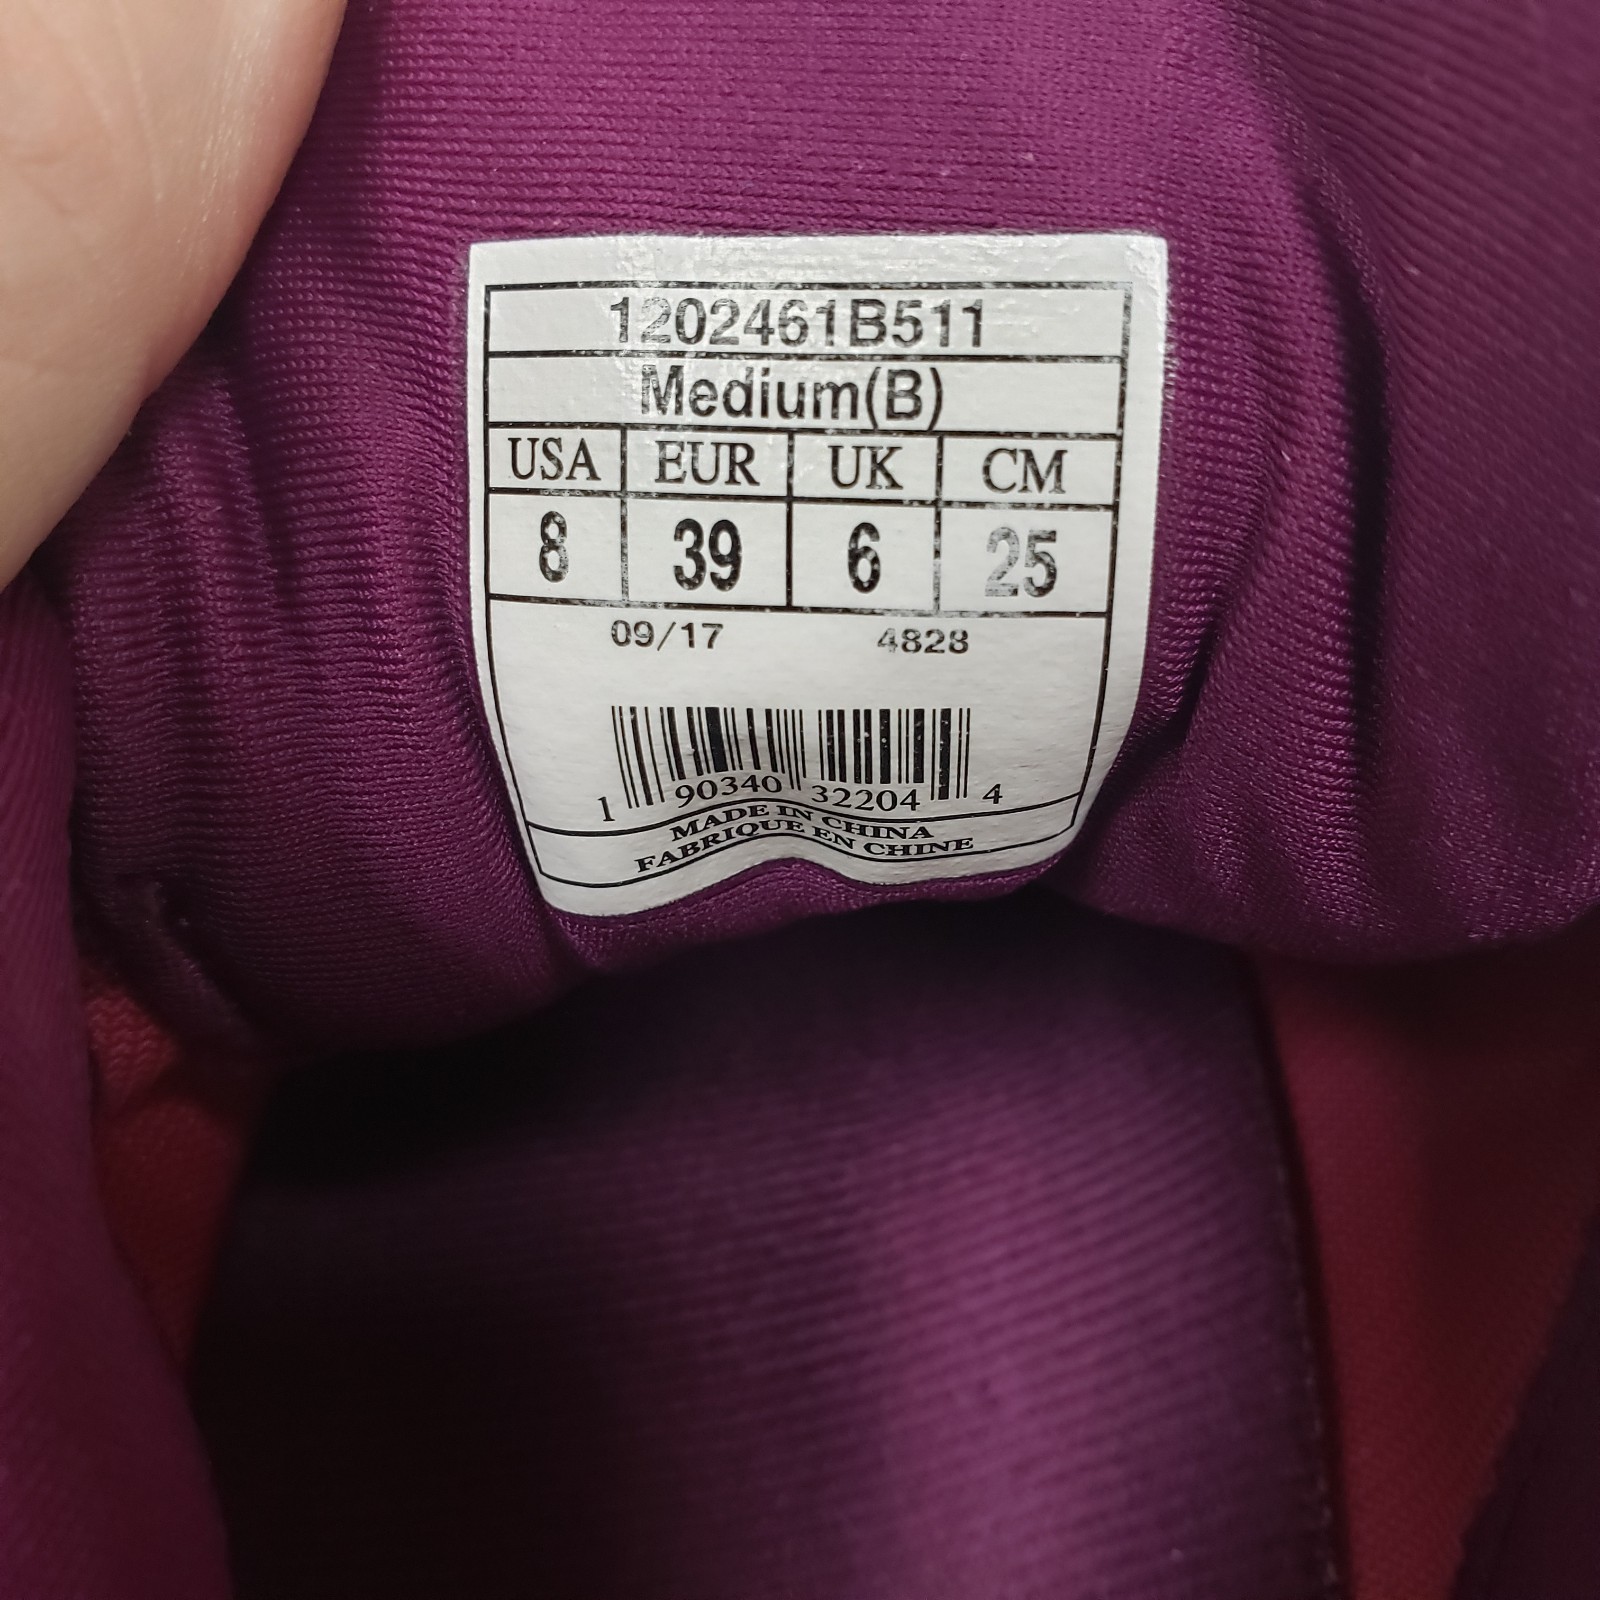 1202461B511
Medium(B)
USA EUR UK CM
8 39 6 25
09/17 4828
1 90340 32204 4
MADE IN CHINA
FABRIQUE EN CHINE